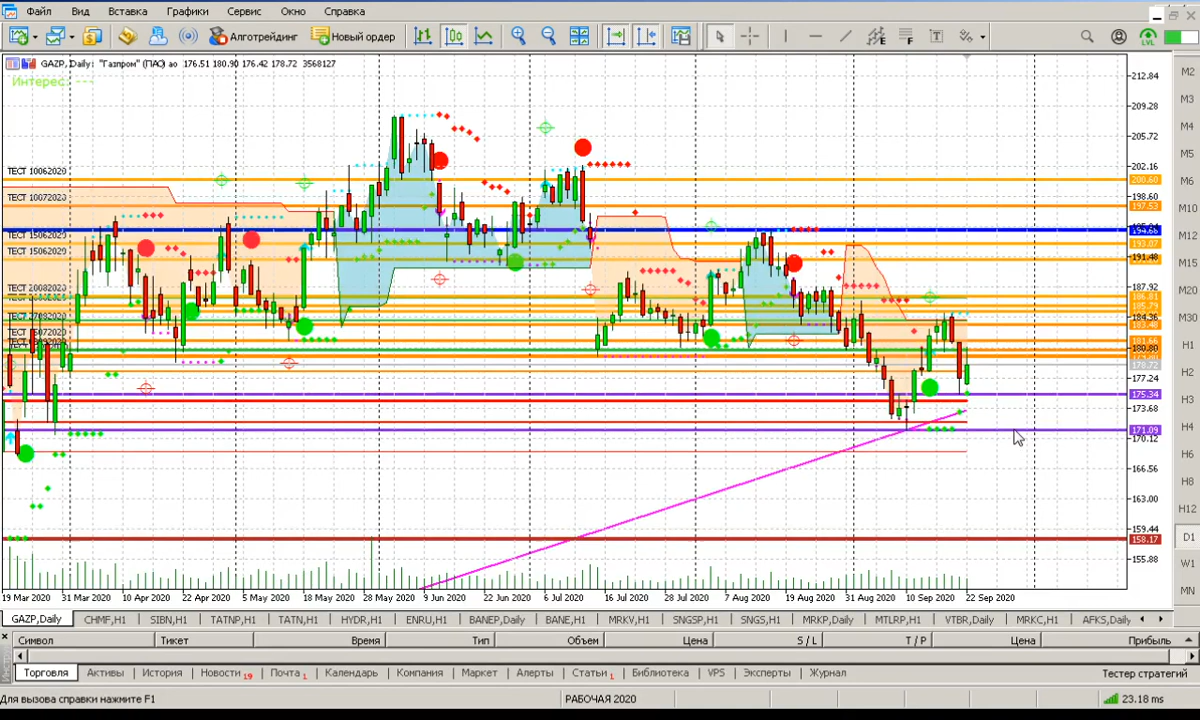 Файл Вид Вставка Графики Сервис Окно Справка
Алготрейдинг Новый ордер LVL
GAZP, Daily: "Газпром" (ПАО) ао 176.51 180.90 176.42 178.72 3568127
Интерес: ---
212.84
209.28
205.72
202.16
ТЕСТ 10062020
200.60
198.60
ТЕСТ 10072020
197.53
194.66
ТЕСТ 15062020
193.07
ТЕСТ 15062020
191.48
187.92
ТЕСТ 20082020
186.81
185.79
184.36
183.48
181.66
180.80
178.72
177.24
175.34
173.68
171.09
170.12
166.56
163.00
159.44
158.17
155.88
19 Mar 2020 31 Mar 2020 10 Apr 2020 22 Apr 2020 5 May 2020 18 May 2020 28 May 2020 9 Jun 2020 22 Jun 2020 6 Jul 2020 16 Jul 2020 28 Jul 2020 7 Aug 2020 19 Aug 2020 31 Aug 2020 10 Sep 2020 22 Sep 2020
M2
M3
M4
M5
M6
M10
M12
M15
M20
M30
H1
H2
H3
H4
H6
H8
H12
D1
W1
MN
GAZP,Daily CHMF,H1 SIBN,H1 TATNP,H1 TATN,H1 HYDR,H1 ENRU,H1 BANEP,Daily BANE,H1 MRKV,H1 SNGSP,H1 SNGS,H1 MRKP,Daily MTLRP,H1 VTBR,Daily MRKC,H1 AFKS,Daily
Символ Тикет Время Тип Объем Цена S / L T / P Цена Прибыль
Торговля Активы История Новости 19 Почта 1 Календарь Компания Маркет Алерты Статьи 1 Библиотека VPS Эксперты Журнал Тестер стратегий
Для вызова справки нажмите F1 РАБОЧАЯ 2020 23.18 ms